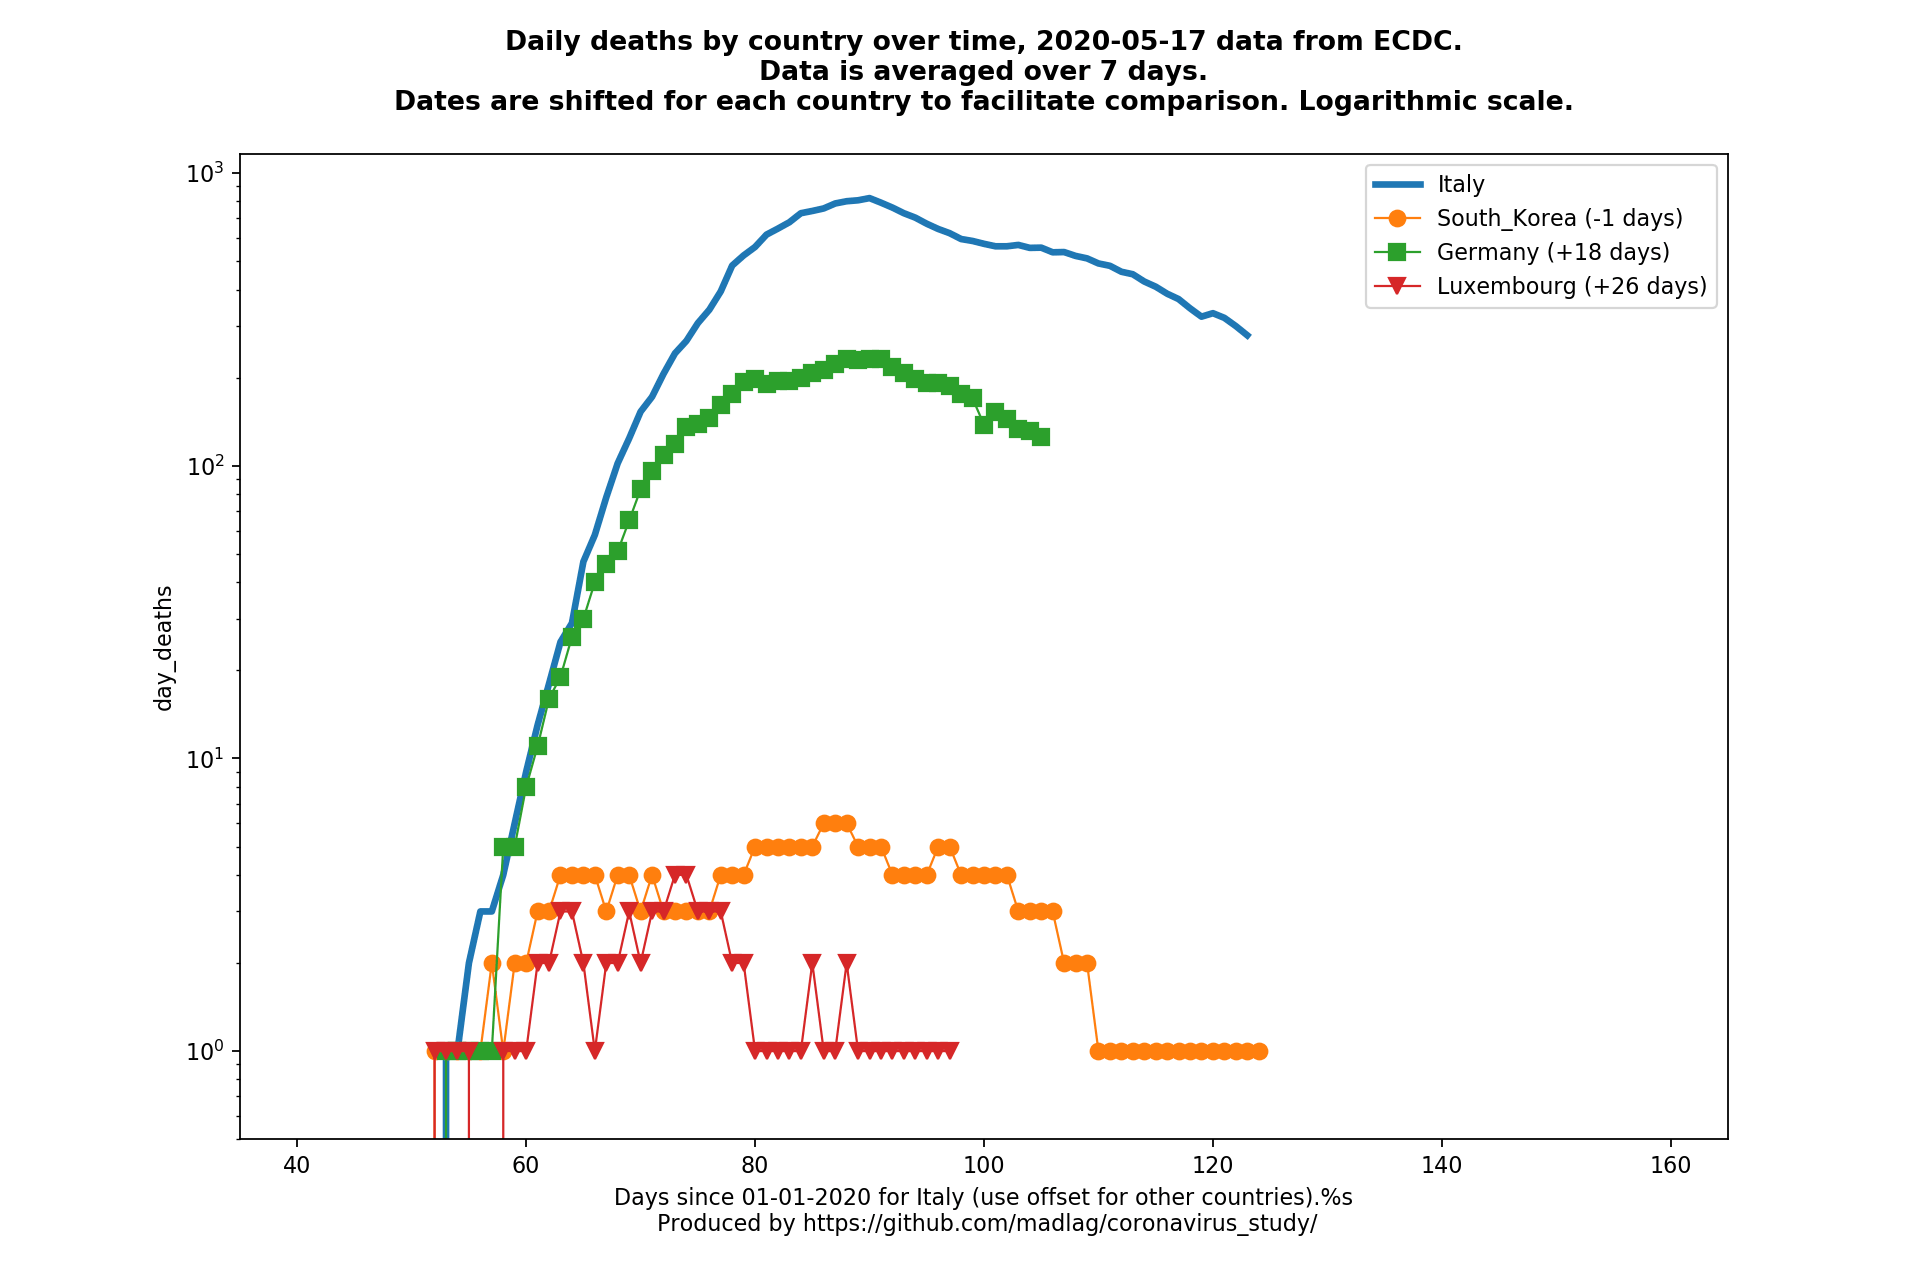 Daily deaths by country over time, 2020-05-17 data from ECDC.
Data is averaged over 7 days.
Dates are shifted for each country to facilitate comparison. Logarithmic scale.
10³
10²
10¹
10⁰
day_deaths
Italy
South_Korea (-1 days)
Germany (+18 days)
Luxembourg (+26 days)
40 60 80 100 120 140 160
Days since 01-01-2020 for Italy (use offset for other countries).%s
Produced by https://github.com/madlag/coronavirus_study/